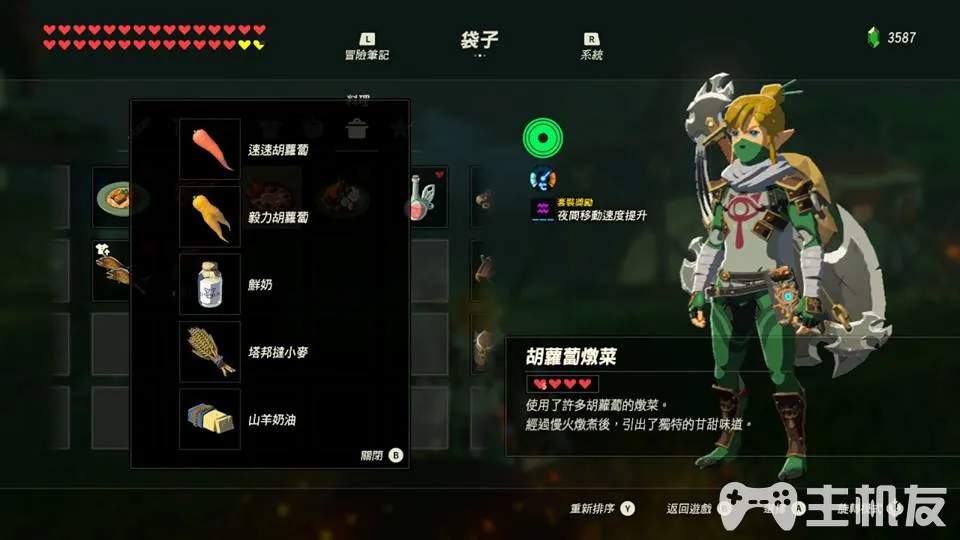 L
冒險筆記
袋子
R
系統
3587
料理
速速胡蘿蔔
毅力胡蘿蔔
鮮奶
塔邦撻小麥
山羊奶油
關閉 B
套裝獎勵
夜間移動速度提升
胡蘿蔔燉菜
使用了許多胡蘿蔔的燉菜。
經過慢火燉煮後，引出了獨特的甘甜味道。
重新排序 Y
返回遊戲
選擇 A
主机友